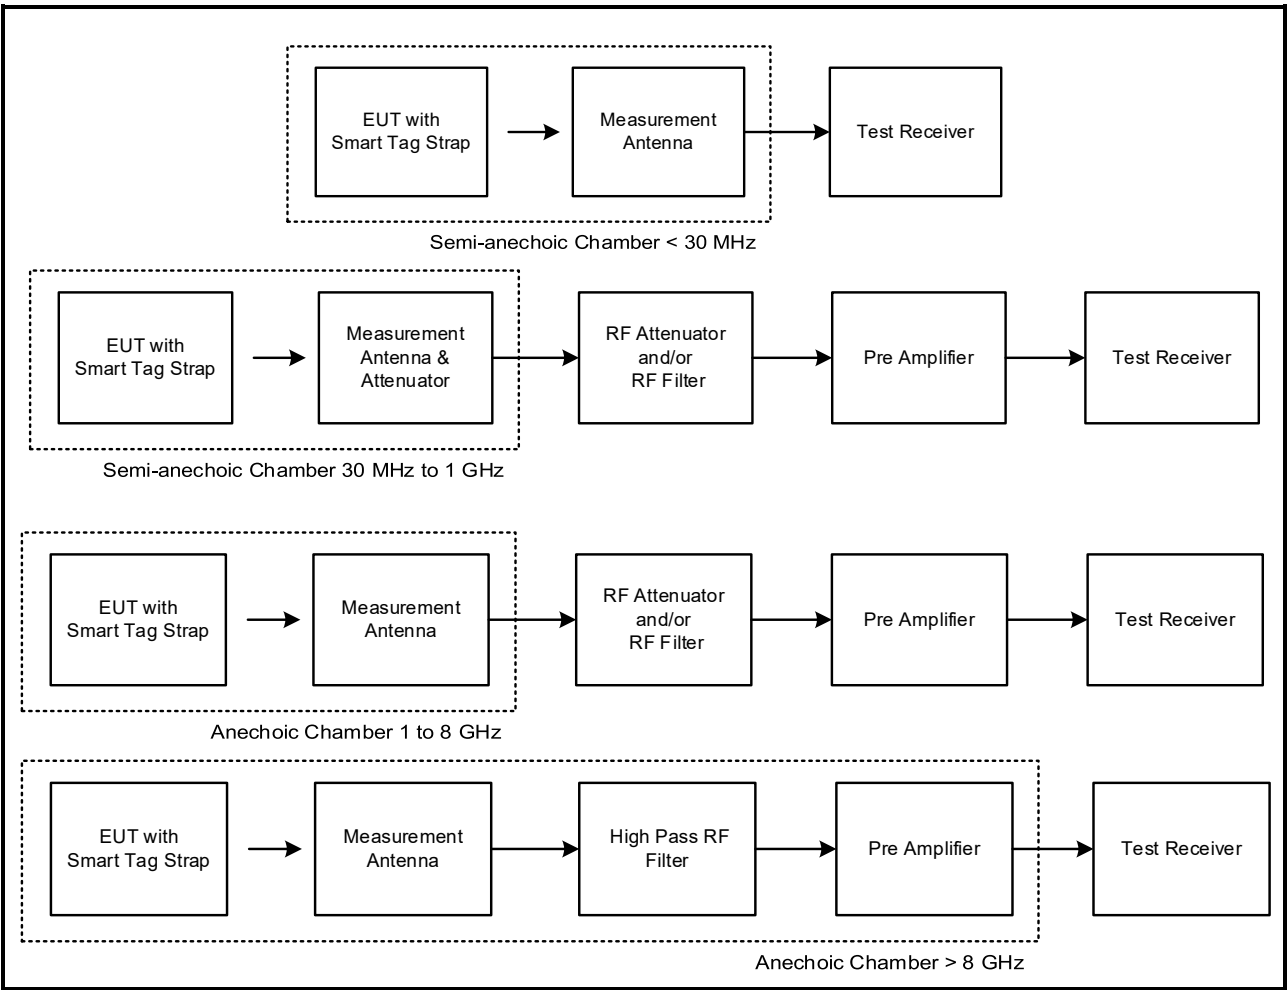 EUT with
Smart Tag Strap
Measurement
Antenna
Test Receiver
Semi-anechoic Chamber < 30 MHz
EUT with
Smart Tag Strap
Measurement
Antenna &
Attenuator
RF Attenuator
and/or
RF Filter
Pre Amplifier
Test Receiver
Semi-anechoic Chamber 30 MHz to 1 GHz
EUT with
Smart Tag Strap
Measurement
Antenna
RF Attenuator
and/or
RF Filter
Pre Amplifier
Test Receiver
Anechoic Chamber 1 to 8 GHz
EUT with
Smart Tag Strap
Measurement
Antenna
High Pass RF
Filter
Pre Amplifier
Test Receiver
Anechoic Chamber > 8 GHz